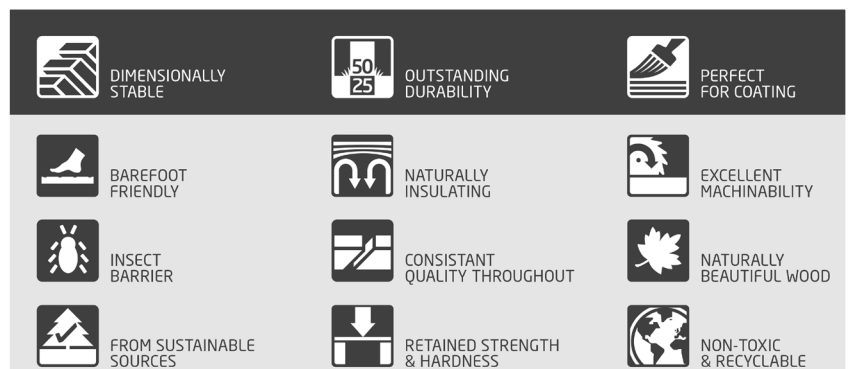 DIMENSIONALLY
STABLE
50
25
OUTSTANDING
DURABILITY
PERFECT
FOR COATING
BAREFOOT
FRIENDLY
NATURALLY
INSULATING
EXCELLENT
MACHINABILITY
INSECT
BARRIER
CONSISTANT
QUALITY THROUGHOUT
NATURALLY
BEAUTIFUL WOOD
FROM SUSTAINABLE
SOURCES
RETAINED STRENGTH
& HARDNESS
NON-TOXIC
& RECYCLABLE